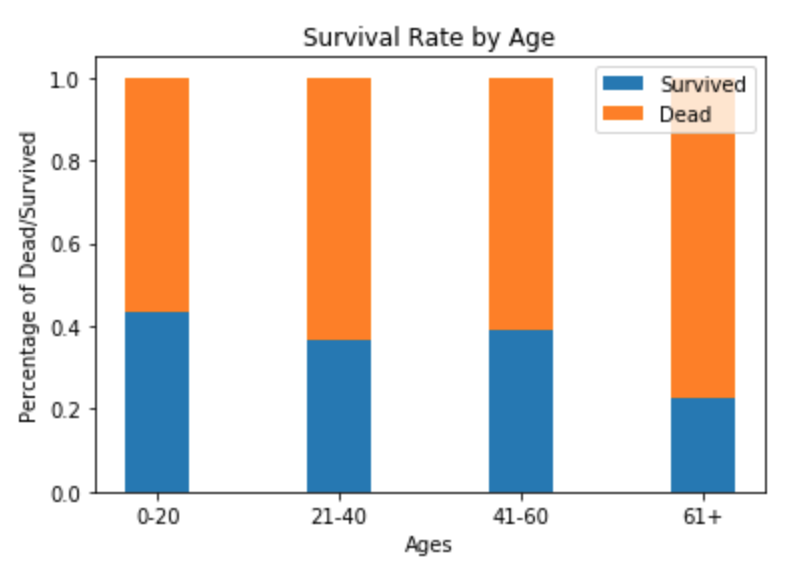 Survival Rate by Age
Survived
Dead
Percentage of Dead/Survived
1.0
0.8
0.6
0.4
0.2
0.0
0-20 21-40 41-60 61+
Ages